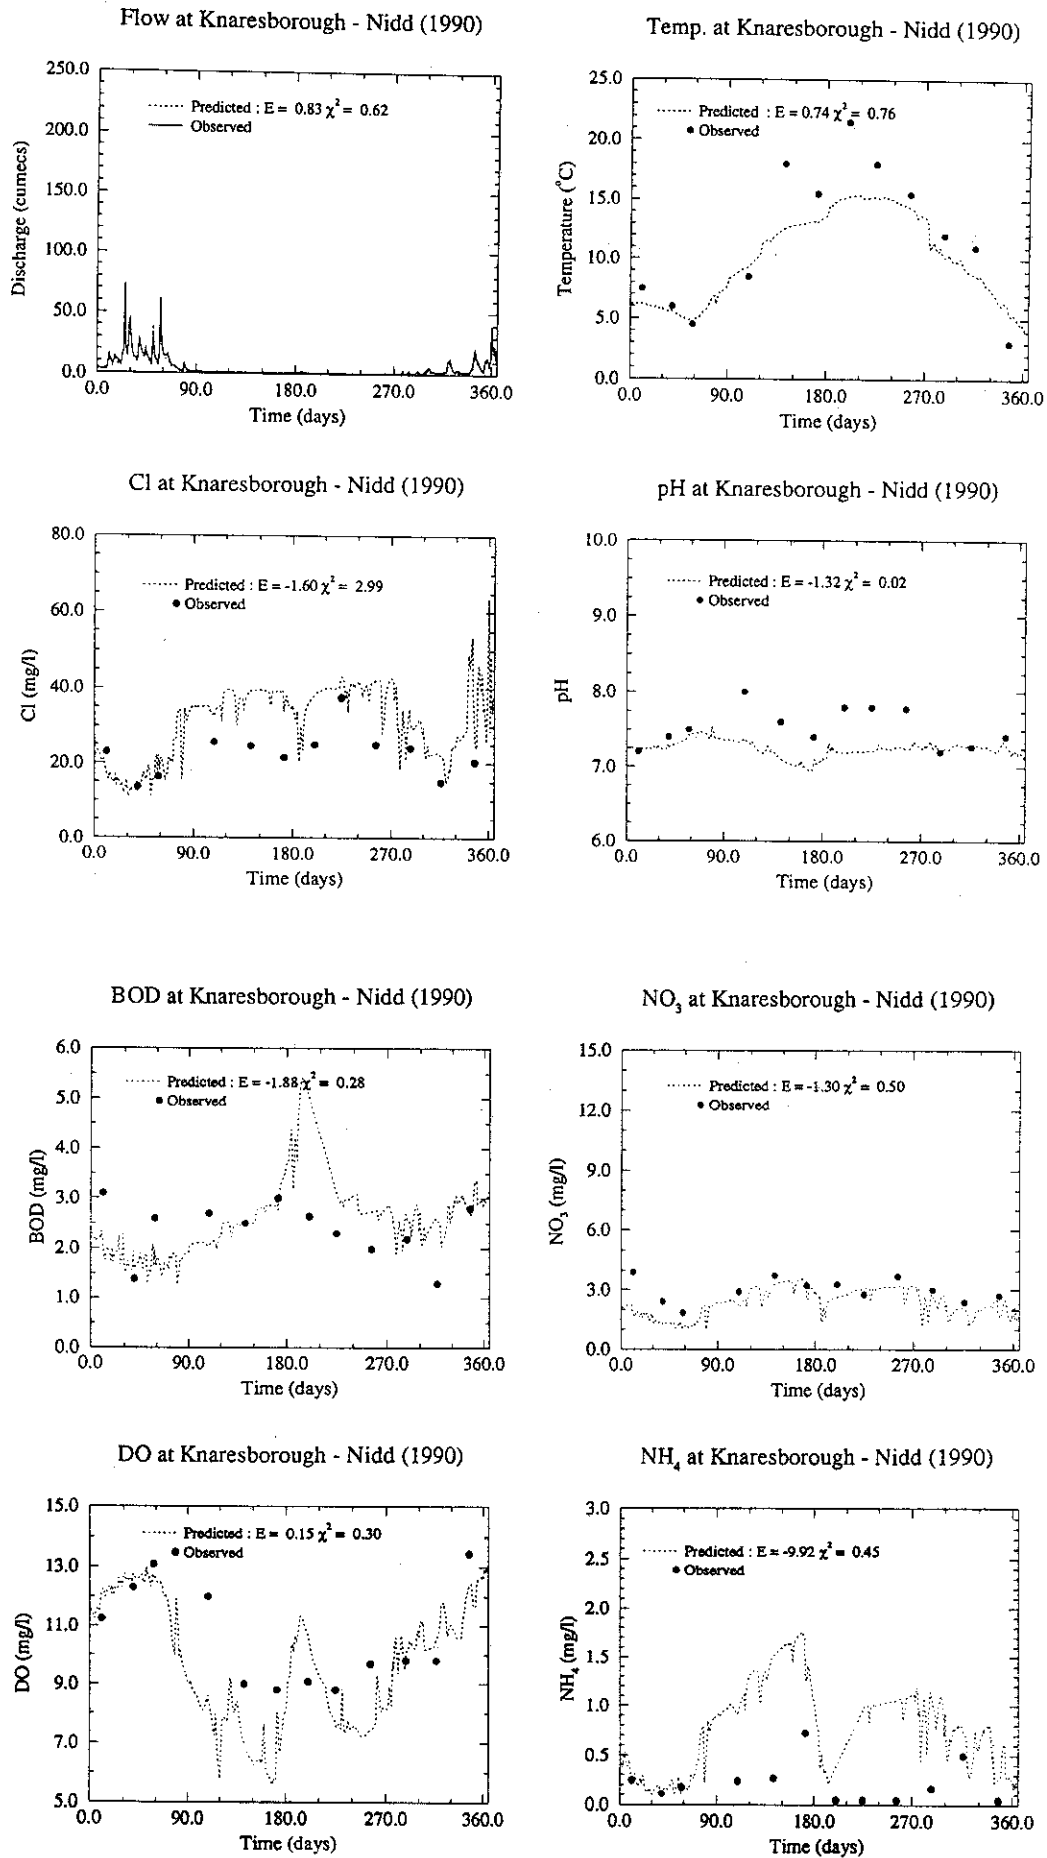 Flow at Knaresborough - Nidd (1990)
250.0
200.0
150.0
100.0
50.0
0.0
Discharge (cumecs)
Predicted : E = 0.83 χ² = 0.62
Observed
0.0 90.0 180.0 270.0 360.0
Time (days)
Temp. at Knaresborough - Nidd (1990)
25.0
20.0
15.0
10.0
5.0
0.0
Temperature (°C)
Predicted : E = 0.74 χ² = 0.76
Observed
0.0 90.0 180.0 270.0 360.0
Time (days)
Cl at Knaresborough - Nidd (1990)
80.0
60.0
40.0
20.0
0.0
Cl (mg/l)
Predicted : E = -1.60 χ² = 2.99
Observed
0.0 90.0 180.0 270.0 360.0
Time (days)
pH at Knaresborough - Nidd (1990)
10.0
9.0
8.0
7.0
6.0
pH
Predicted : E = -1.32 χ² = 0.02
Observed
0.0 90.0 180.0 270.0 360.0
Time (days)
BOD at Knaresborough - Nidd (1990)
6.0
5.0
4.0
3.0
2.0
1.0
0.0
BOD (mg/l)
Predicted : E = -1.88 χ² = 0.28
Observed
0.0 90.0 180.0 270.0 360.0
Time (days)
NO₃ at Knaresborough - Nidd (1990)
15.0
12.0
9.0
6.0
3.0
0.0
NO₃ (mg/l)
Predicted : E = -1.30 χ² = 0.50
Observed
0.0 90.0 180.0 270.0 360.0
Time (days)
DO at Knaresborough - Nidd (1990)
15.0
13.0
11.0
9.0
7.0
5.0
DO (mg/l)
Predicted : E = 0.15 χ² = 0.30
Observed
0.0 90.0 180.0 270.0 360.0
Time (days)
NH₄ at Knaresborough - Nidd (1990)
3.0
2.5
2.0
1.5
1.0
0.5
0.0
NH₄ (mg/l)
Predicted : E = -9.92 χ² = 0.45
Observed
0.0 90.0 180.0 270.0 360.0
Time (days)